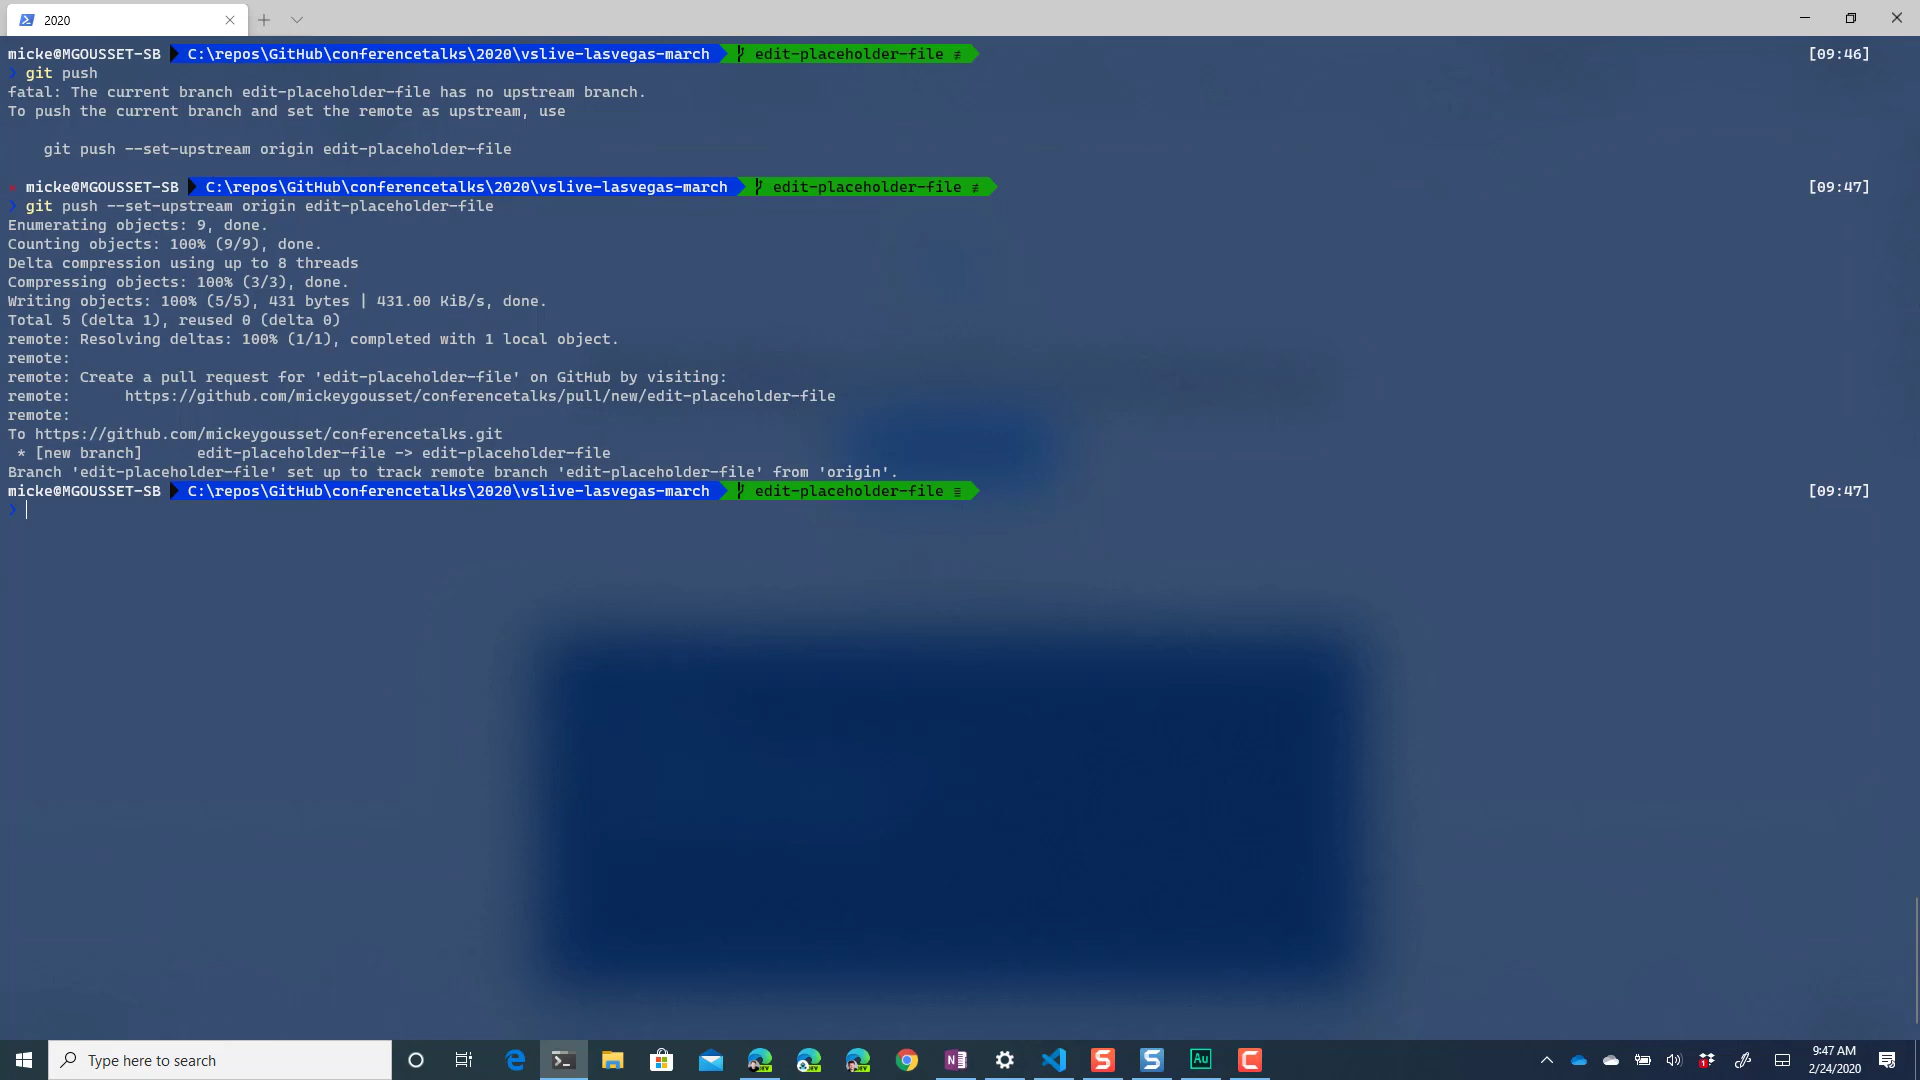 2020
micke@MGOUSSET-SB C:\repos\GitHub\conferencetalks\2020\vslive-lasvegas-march edit-placeholder-file ≢ [09:46]
❯ git push
fatal: The current branch edit-placeholder-file has no upstream branch.
To push the current branch and set the remote as upstream, use
git push --set-upstream origin edit-placeholder-file
micke@MGOUSSET-SB C:\repos\GitHub\conferencetalks\2020\vslive-lasvegas-march edit-placeholder-file ≢ [09:47]
❯ git push --set-upstream origin edit-placeholder-file
Enumerating objects: 9, done.
Counting objects: 100% (9/9), done.
Delta compression using up to 8 threads
Compressing objects: 100% (3/3), done.
Writing objects: 100% (5/5), 431 bytes | 431.00 KiB/s, done.
Total 5 (delta 1), reused 0 (delta 0)
remote: Resolving deltas: 100% (1/1), completed with 1 local object.
remote:
remote: Create a pull request for 'edit-placeholder-file' on GitHub by visiting:
remote:      https://github.com/mickeygousset/conferencetalks/pull/new/edit-placeholder-file
remote:
To https://github.com/mickeygousset/conferencetalks.git
* [new branch]      edit-placeholder-file -> edit-placeholder-file
Branch 'edit-placeholder-file' set up to track remote branch 'edit-placeholder-file' from 'origin'.
micke@MGOUSSET-SB C:\repos\GitHub\conferencetalks\2020\vslive-lasvegas-march edit-placeholder-file ≡ [09:47]
❯
Type here to search
9:47 AM
2/24/2020